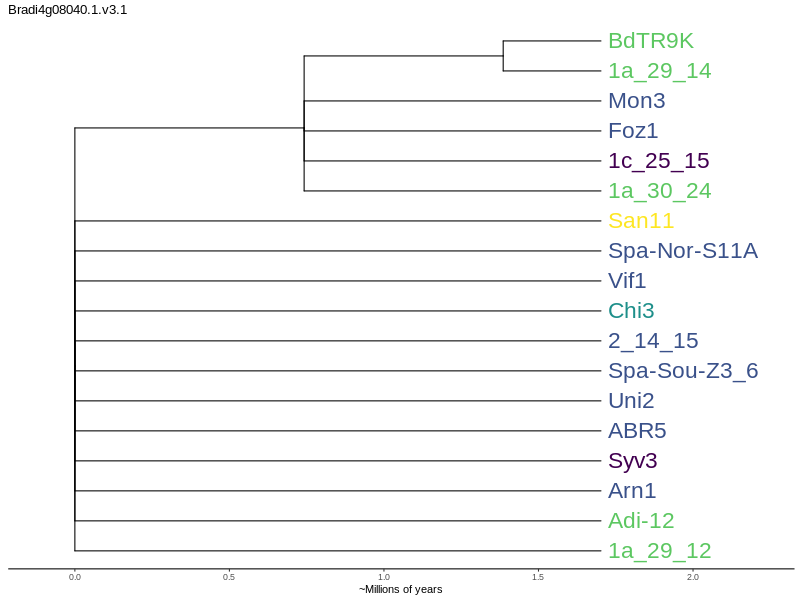 Bradi4g08040.1.v3.1
BdTR9K
1a_29_14
Mon3
Foz1
1c_25_15
1a_30_24
San11
Spa-Nor-S11A
Vif1
Chi3
2_14_15
Spa-Sou-Z3_6
Uni2
ABR5
Syv3
Arn1
Adi-12
1a_29_12
0.0 0.5 1.0 1.5 2.0
~Millions of years